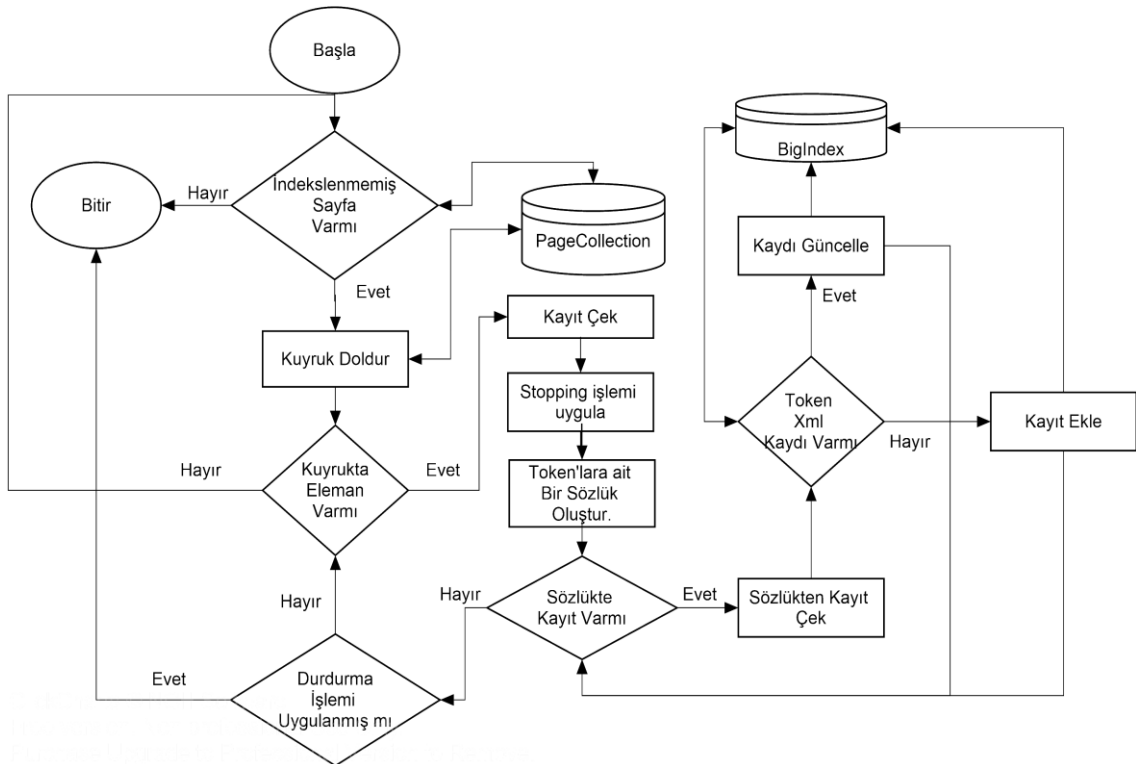 Başla
BigIndex
İndekslenmemiş
Sayfa
Varmı
Hayır
Bitir
PageCollection
Kaydı Güncelle
Evet
Evet
Kayıt Çek
Kuyruk Doldur
Stopping işlemi
uygula
Token
Xml
Kaydı Varmı
Hayır
Kayıt Ekle
Hayır
Kuyrukta
Eleman
Varmı
Evet
Token'lara ait
Bir Sözlük
Oluştur.
Hayır
Hayır
Sözlükte
Kayıt Varmı
Evet
Sözlükten Kayıt
Çek
Evet
Durdurma
İşlemi
Uygulanmış mı